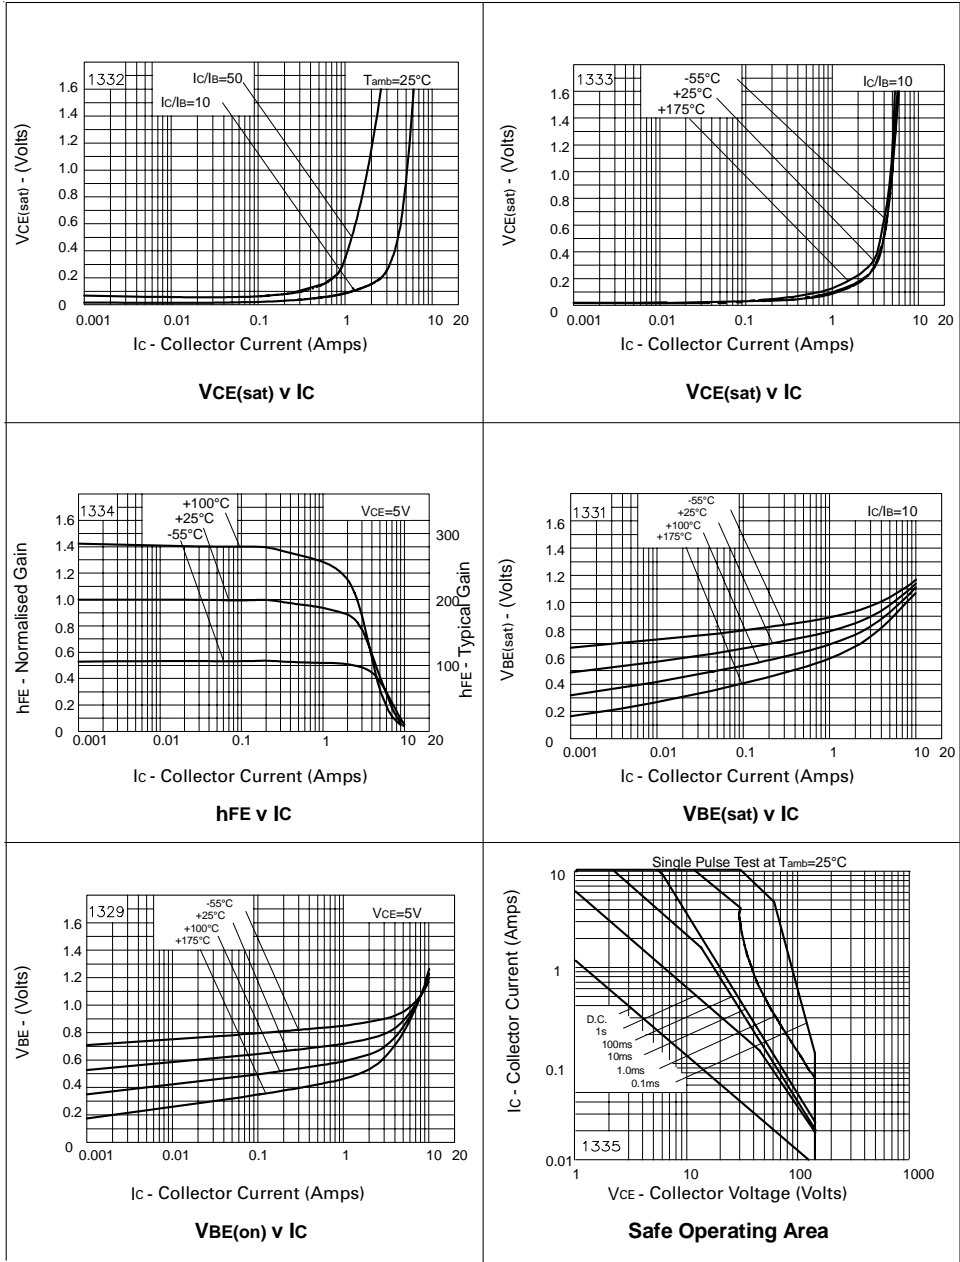 1332
IC/IB=50
IC/IB=10
Tamb=25°C
VCE(sat) - (Volts)
1.6
1.4
1.2
1.0
0.8
0.6
0.4
0.2
0
0.001 0.01 0.1 1 10 20
IC - Collector Current (Amps)
VCE(sat) v IC
1333
-55°C
+25°C
+175°C
IC/IB=10
VCE(sat) - (Volts)
1.6
1.4
1.2
1.0
0.8
0.6
0.4
0.2
0
0.001 0.01 0.1 1 10 20
IC - Collector Current (Amps)
VCE(sat) v IC
1334
+100°C
+25°C
-55°C
VCE=5V
hFE - Normalised Gain
1.6
1.4
1.2
1.0
0.8
0.6
0.4
0.2
0
300
200
100
hFE - Typical Gain
0.001 0.01 0.1 1 10 20
IC - Collector Current (Amps)
hFE v IC
1331
-55°C
+25°C
+100°C
+175°C
IC/IB=10
VBE(sat) - (Volts)
1.6
1.4
1.2
1.0
0.8
0.6
0.4
0.2
0
0.001 0.01 0.1 1 10 20
IC - Collector Current (Amps)
VBE(sat) v IC
1329
-55°C
+25°C
+100°C
+175°C
VCE=5V
VBE - (Volts)
1.6
1.4
1.2
1.0
0.8
0.6
0.4
0.2
0
0.001 0.01 0.1 1 10 20
IC - Collector Current (Amps)
VBE(on) v IC
Single Pulse Test at Tamb=25°C
IC - Collector Current (Amps)
10
1
0.1
0.01
D.C.
1s
100ms
10ms
1.0ms
0.1ms
1335
1 10 100 1000
VCE - Collector Voltage (Volts)
Safe Operating Area